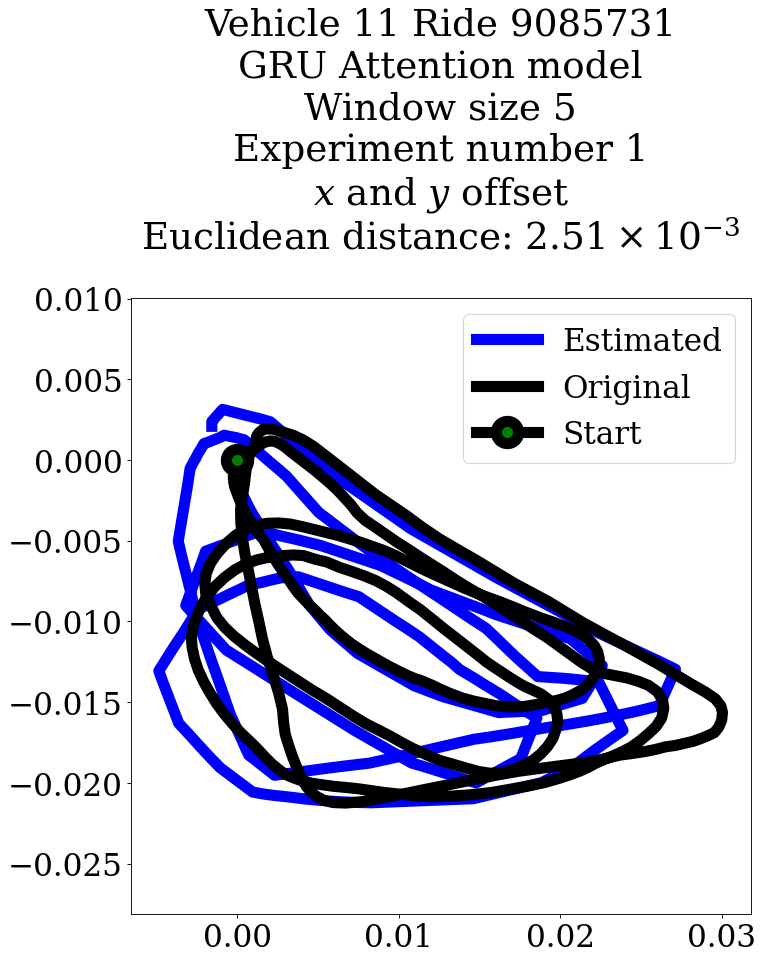 Vehicle 11 Ride 9085731
GRU Attention model
Window size 5
Experiment number 1
x and y offset
Euclidean distance: 2.51 × 10⁻³
0.010
0.005
0.000
−0.005
−0.010
−0.015
−0.020
−0.025
Estimated
Original
Start
0.00 0.01 0.02 0.03